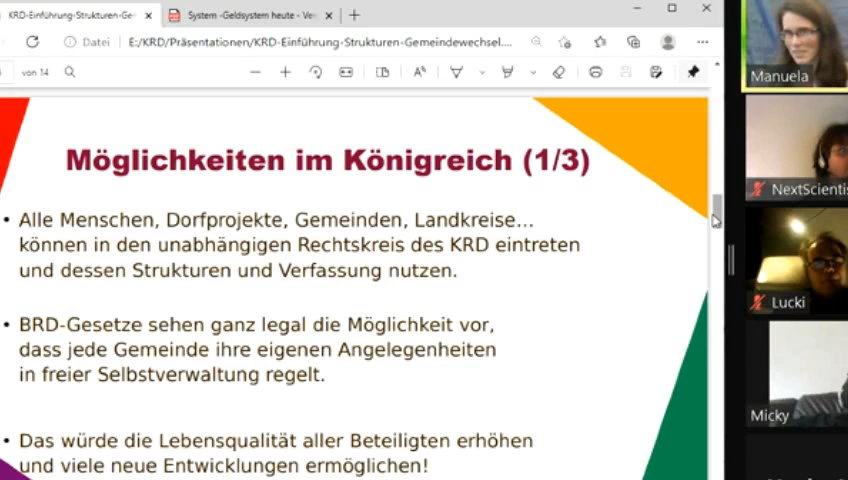 KRD-Einführung-Strukturen-Ge
System -Geldsystem heute - Ver
Datei
E:/KRD/Präsentationen/KRD-Einführung-Strukturen-Gemeindewechsel....
von 14
Möglichkeiten im Königreich (1/3)
• Alle Menschen, Dorfprojekte, Gemeinden, Landkreise...
können in den unabhängigen Rechtskreis des KRD eintreten
und dessen Strukturen und Verfassung nutzen.
• BRD-Gesetze sehen ganz legal die Möglichkeit vor,
dass jede Gemeinde ihre eigenen Angelegenheiten
in freier Selbstverwaltung regelt.
• Das würde die Lebensqualität aller Beteiligten erhöhen
und viele neue Entwicklungen ermöglichen!
Manuela
NextScientis
Lucki
Micky